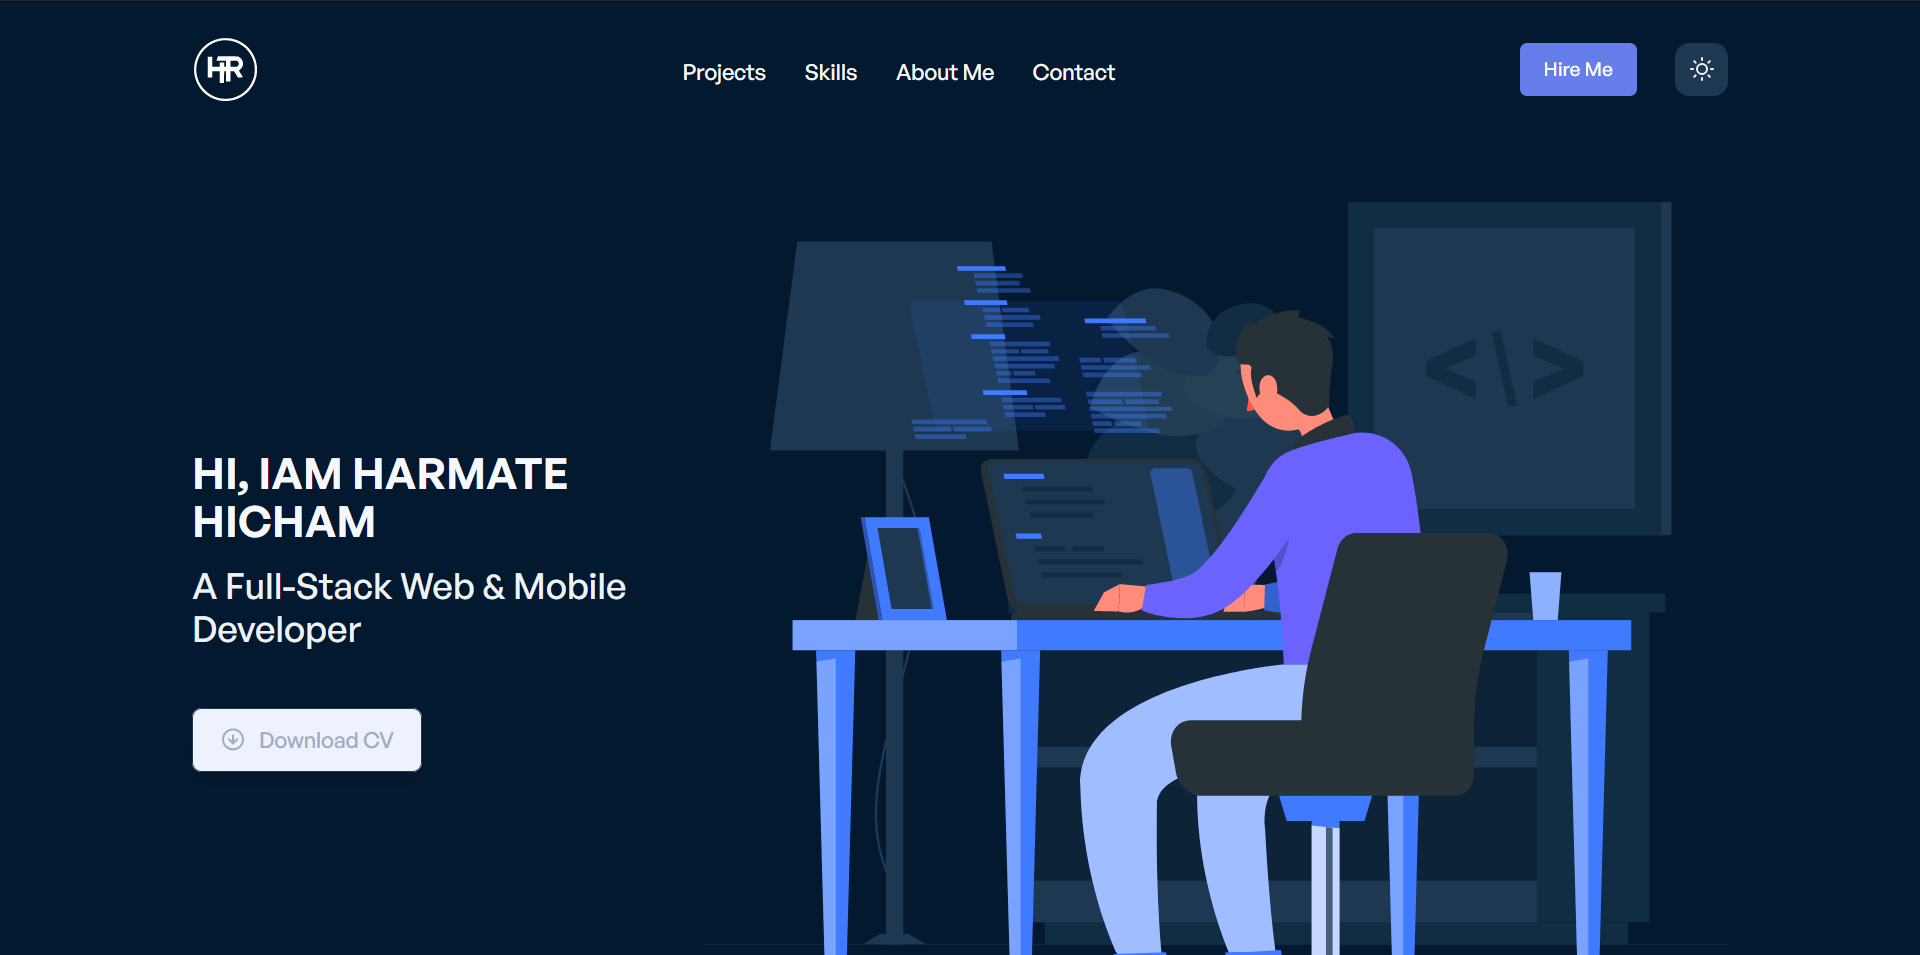 HR
Projects Skills About Me Contact Hire Me
</\>
HI, IAM HARMATE
HICHAM
A Full-Stack Web & Mobile
Developer
Download CV